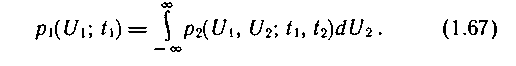 p₁(U₁; t₁) = ∫_{-∞}^{∞} p₂(U₁, U₂; t₁, t₂)dU₂. (1.67)